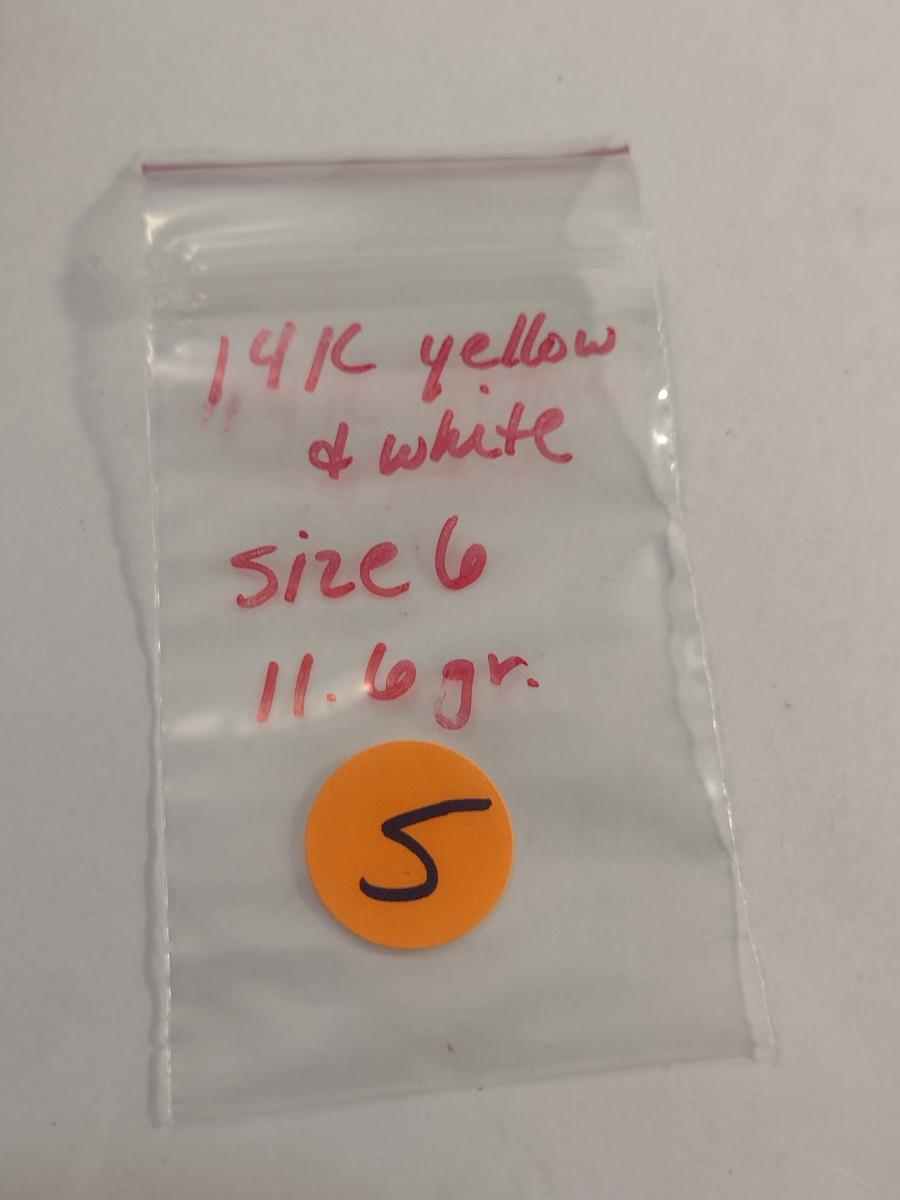 14K yellow
& white
size 6
11.6 gr.
5